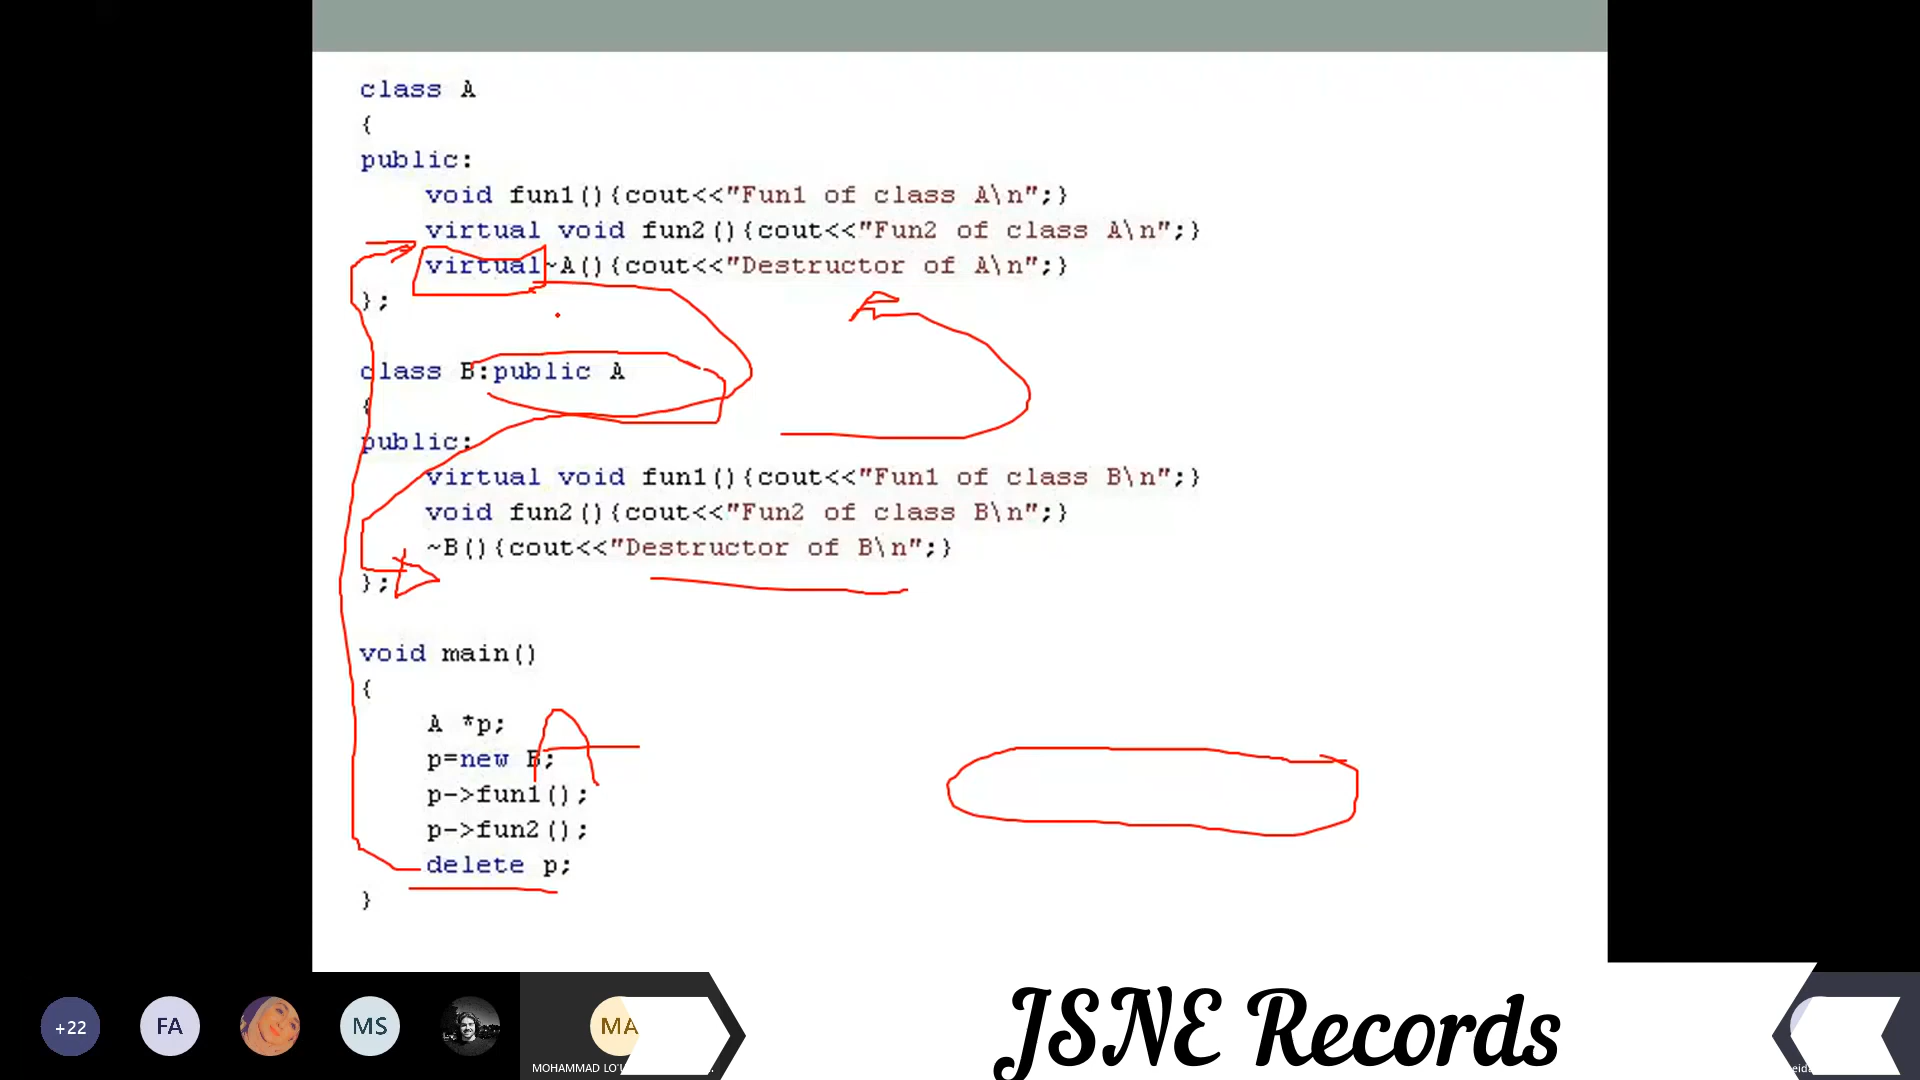 class A
{
public:
void fun1(){cout<<"Fun1 of class A\n";}
virtual void fun2(){cout<<"Fun2 of class A\n";}
virtual~A(){cout<<"Destructor of A\n";}
};
class B:public A
{
public:
virtual void fun1(){cout<<"Fun1 of class B\n";}
void fun2(){cout<<"Fun2 of class B\n";}
~B(){cout<<"Destructor of B\n";}
};
void main()
{
A *p;
p=new B;
p->fun1();
p->fun2();
delete p;
}
+22
FA
MS
MA
MOHAMMAD
JSNE Records